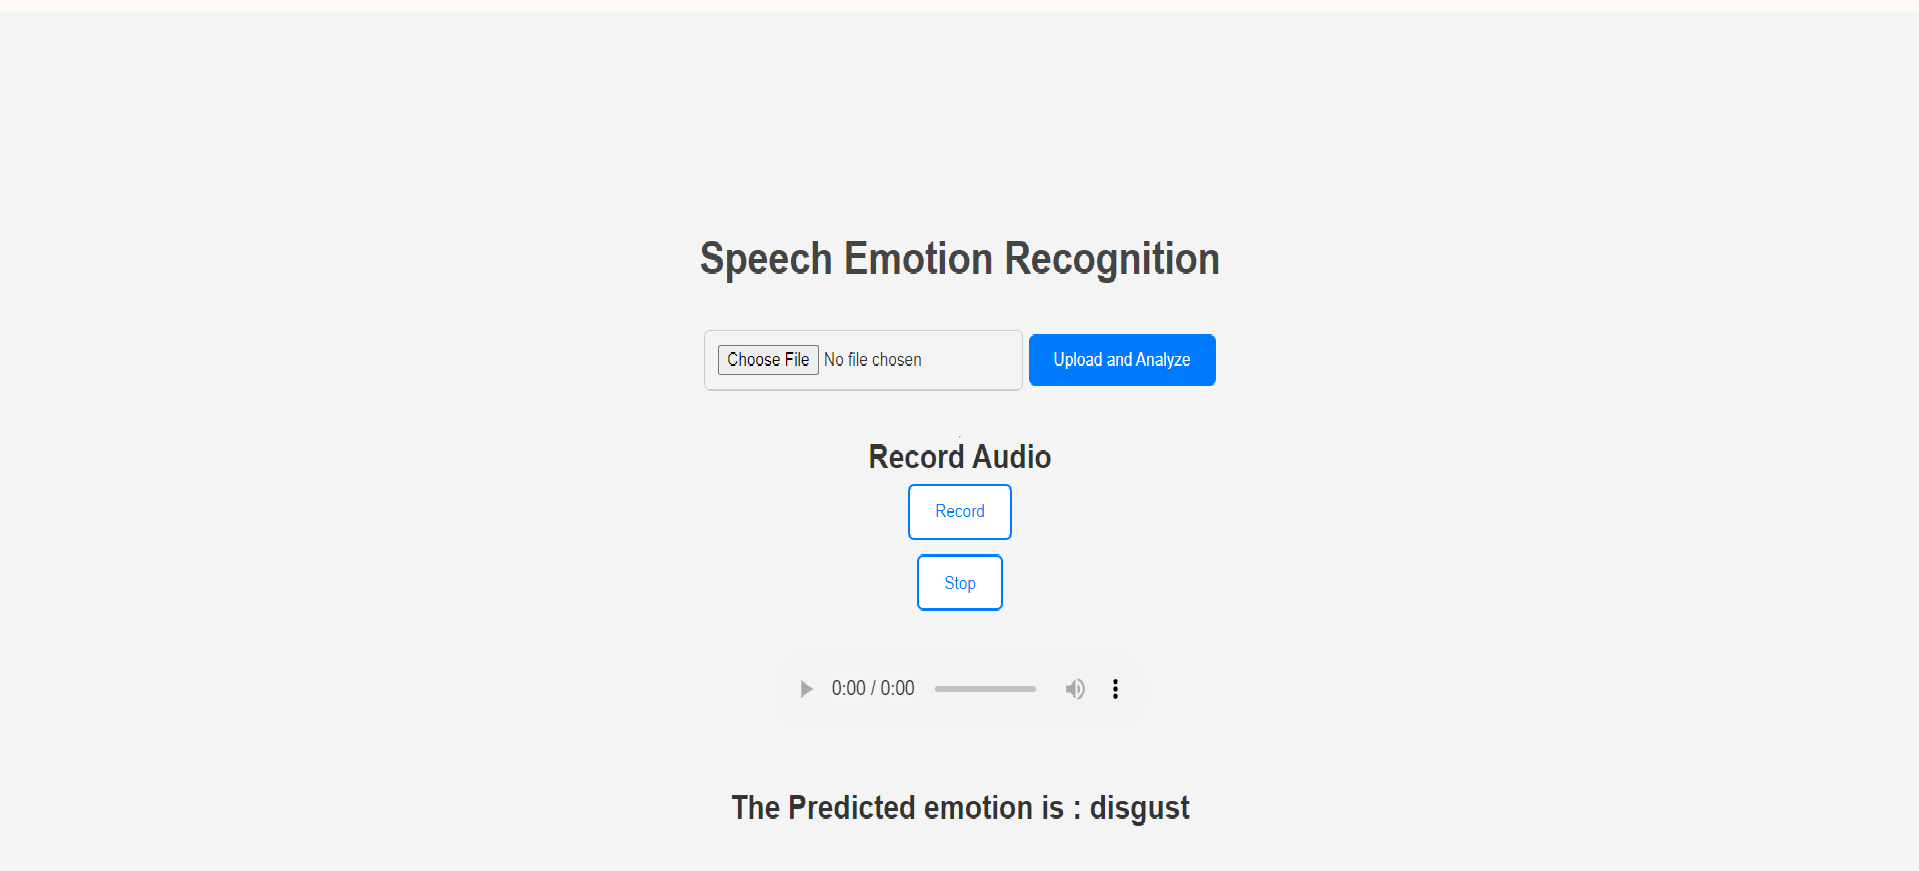 Speech Emotion Recognition
Choose File No file chosen
Upload and Analyze
Record Audio
Record
Stop
0:00 / 0:00
The Predicted emotion is : disgust